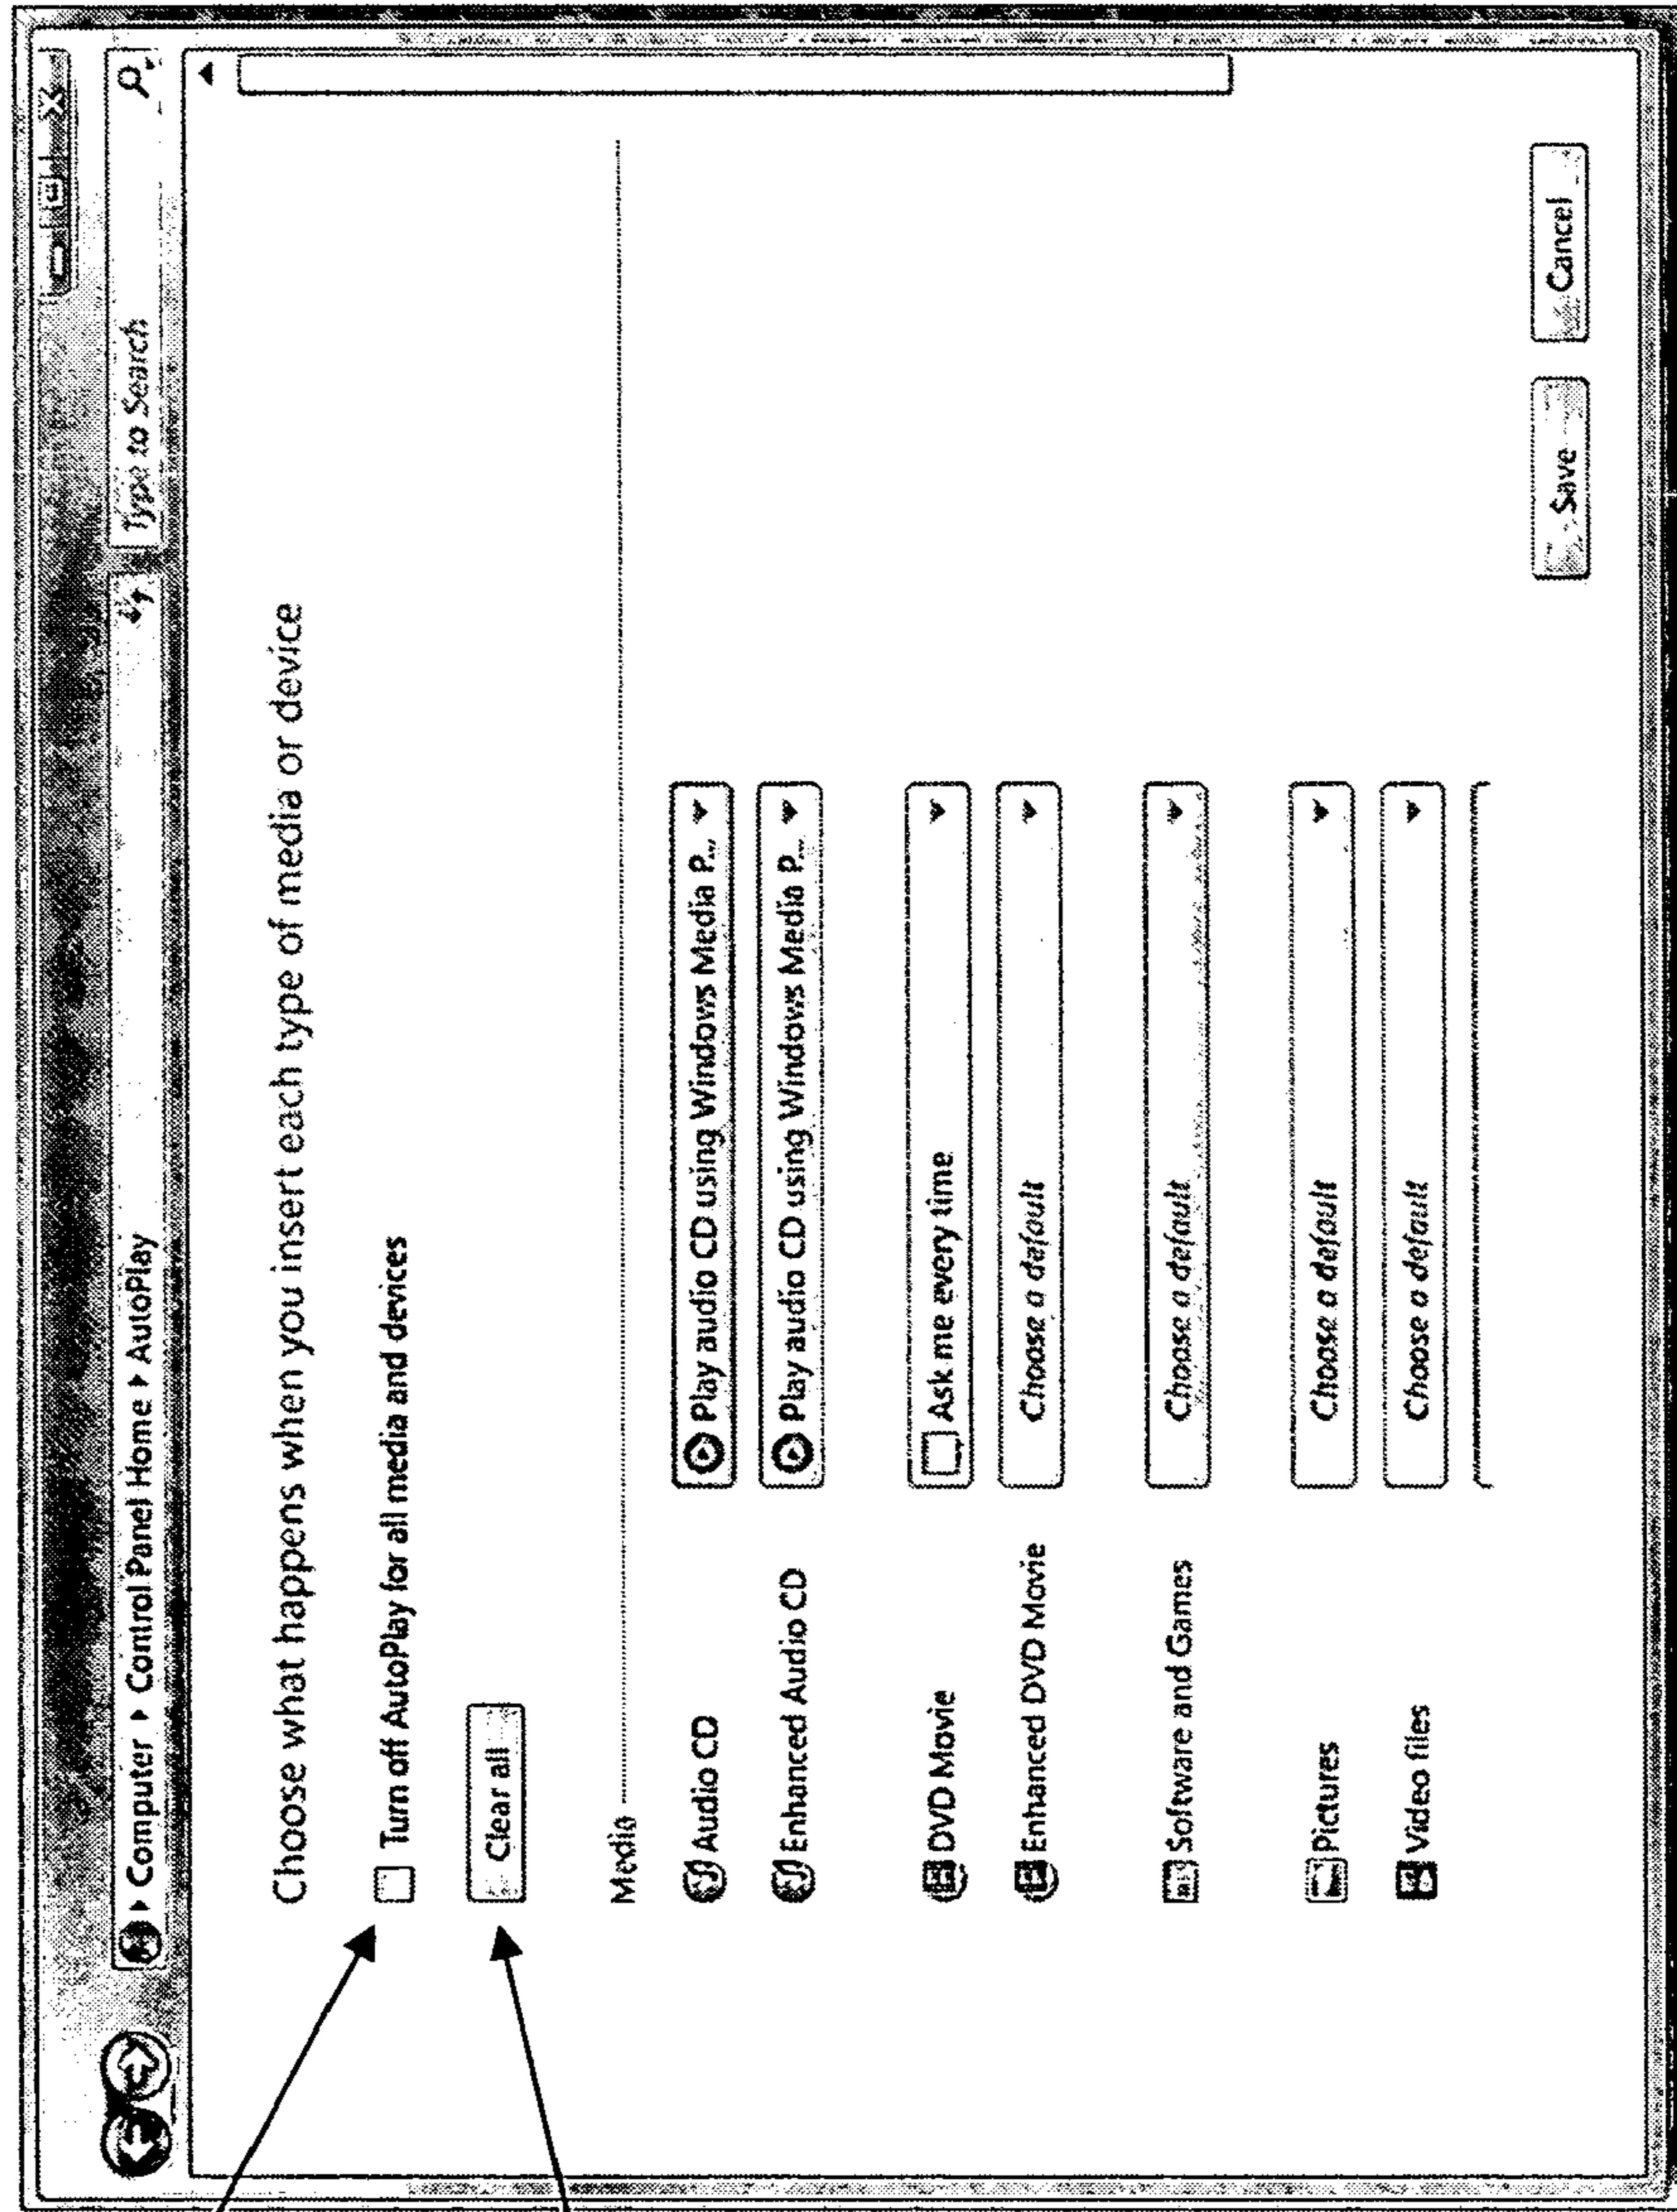 Computer ▸ Control Panel Home ▸ AutoPlay
Type to Search
Choose what happens when you insert each type of media or device
Turn off AutoPlay for all media and devices
Clear all
Media
Audio CD Play audio CD using Windows Media P...
Enhanced Audio CD Play audio CD using Windows Media P...
DVD Movie Ask me every time
Enhanced DVD Movie Choose a default
Software and Games Choose a default
Pictures Choose a default
Video files Choose a default
Save Cancel